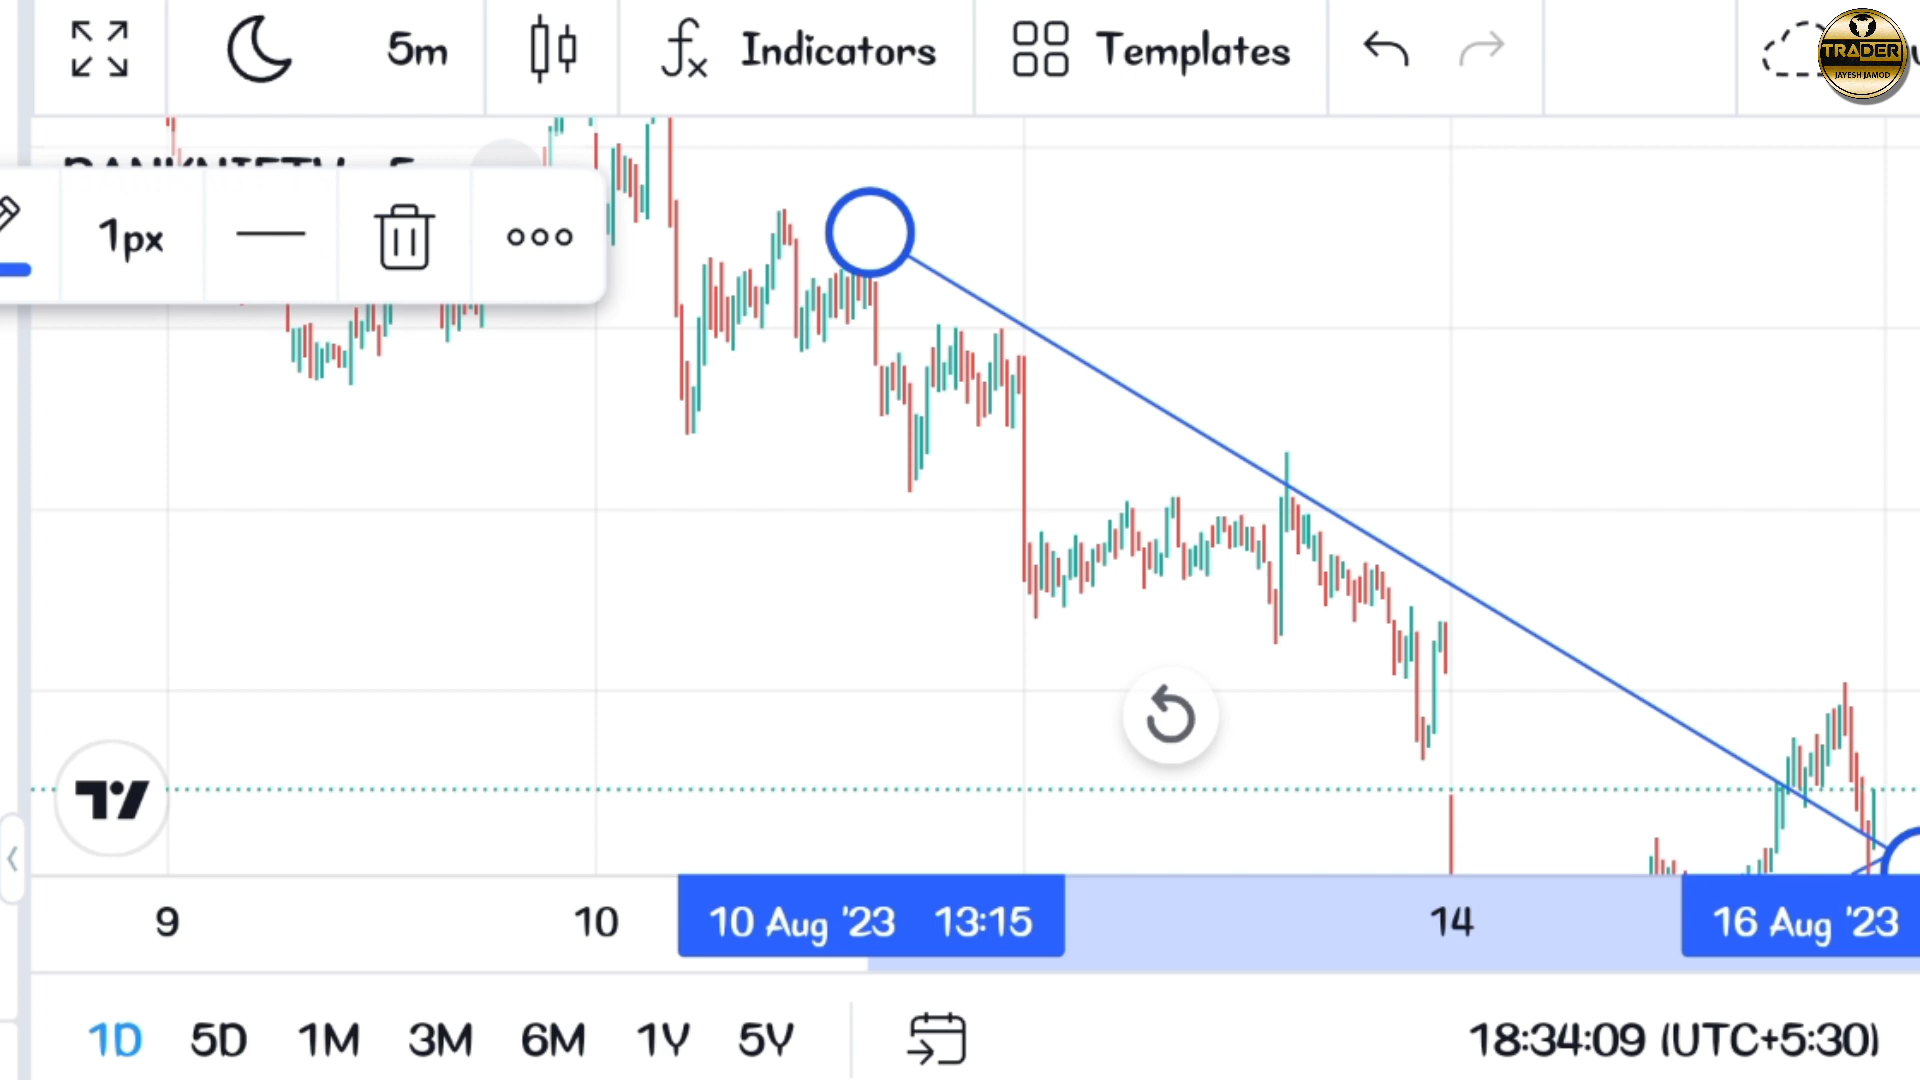 5m Indicators Templates
TRADER
JAYESH JAMOD
1px
9 10 10 Aug '23 13:15 14 16 Aug '23
1D 5D 1M 3M 6M 1Y 5Y 18:34:09 (UTC+5:30)